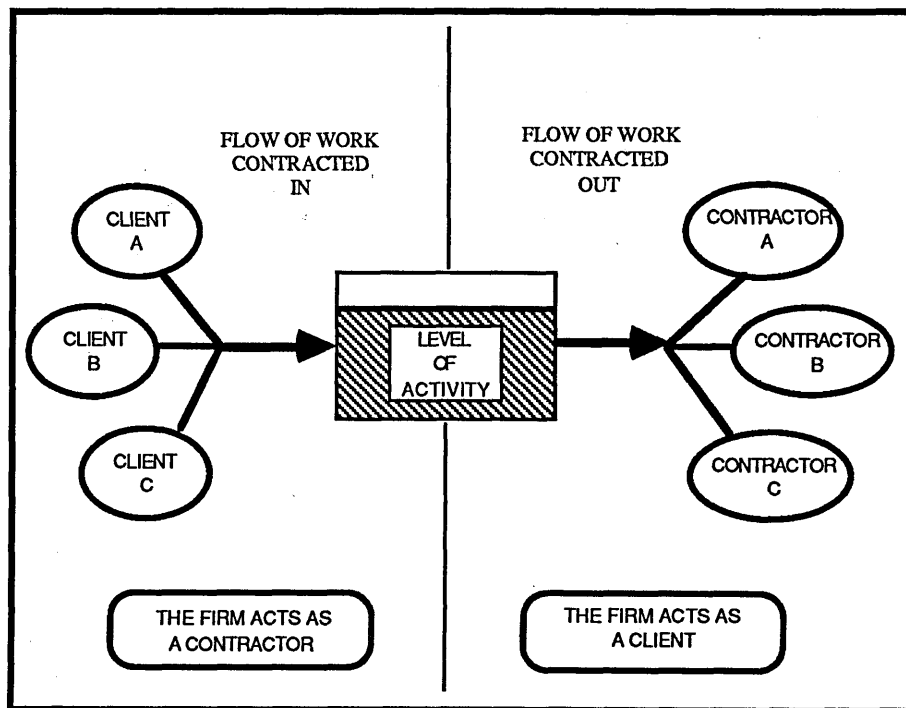 FLOW OF WORK
CONTRACTED
IN
FLOW OF WORK
CONTRACTED
OUT
CLIENT
A
CLIENT
B
CLIENT
C
LEVEL
OF
ACTIVITY
CONTRACTOR
A
CONTRACTOR
B
CONTRACTOR
C
THE FIRM ACTS AS
A CONTRACTOR
THE FIRM ACTS AS
A CLIENT